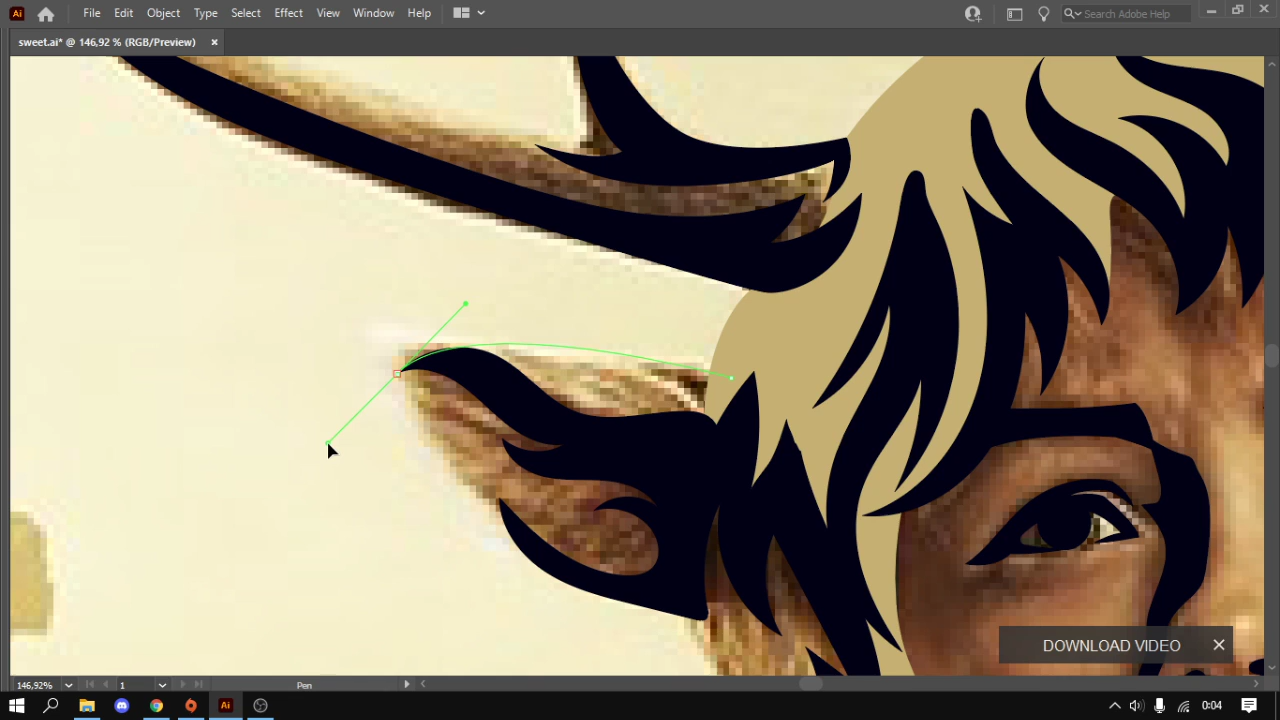 Ai File Edit Object Type Select Effect View Window Help Search Adobe Help
sweet.ai* @ 146,92 % (RGB/Preview) ×
DOWNLOAD VIDEO ×
146,92% 1 Pen
Ai 0:04